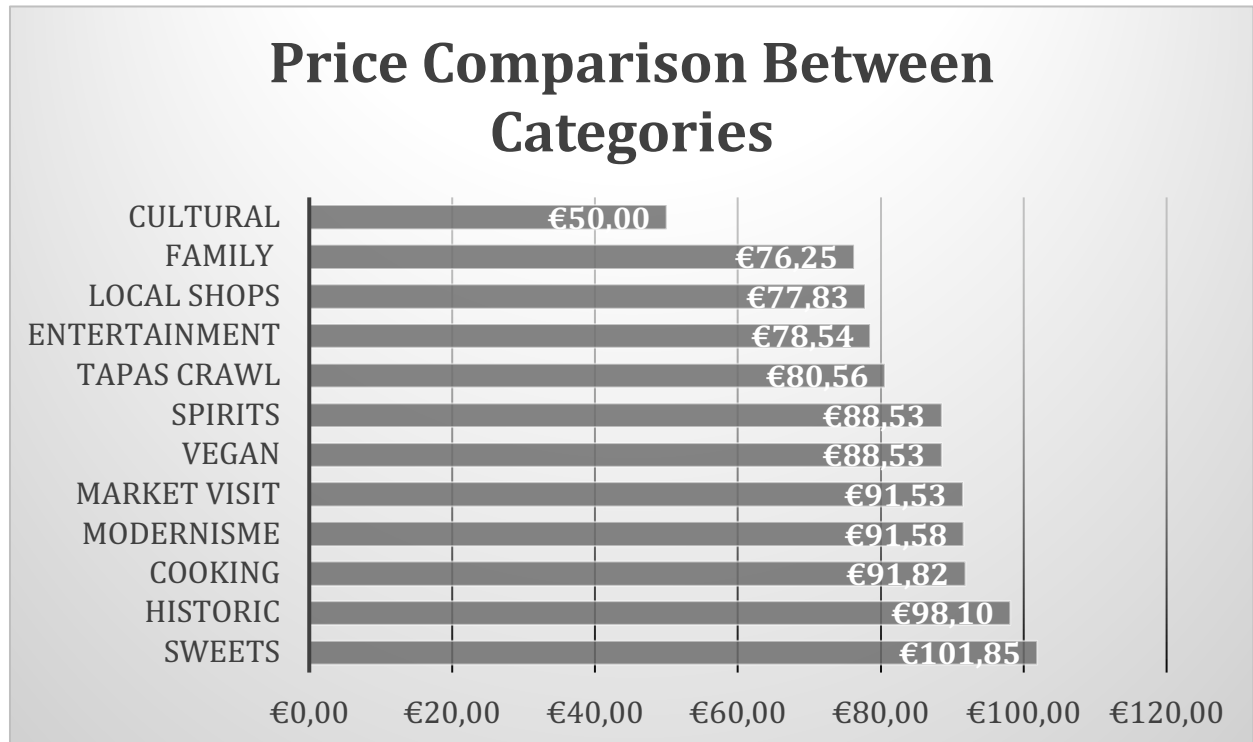 Price Comparison Between
Categories
CULTURAL €50,00
FAMILY €76,25
LOCAL SHOPS €77,83
ENTERTAINMENT €78,54
TAPAS CRAWL €80,56
SPIRITS €88,53
VEGAN €88,53
MARKET VISIT €91,53
MODERNISME €91,58
COOKING €91,82
HISTORIC €98,10
SWEETS €101,85
€0,00 €20,00 €40,00 €60,00 €80,00 €100,00 €120,00